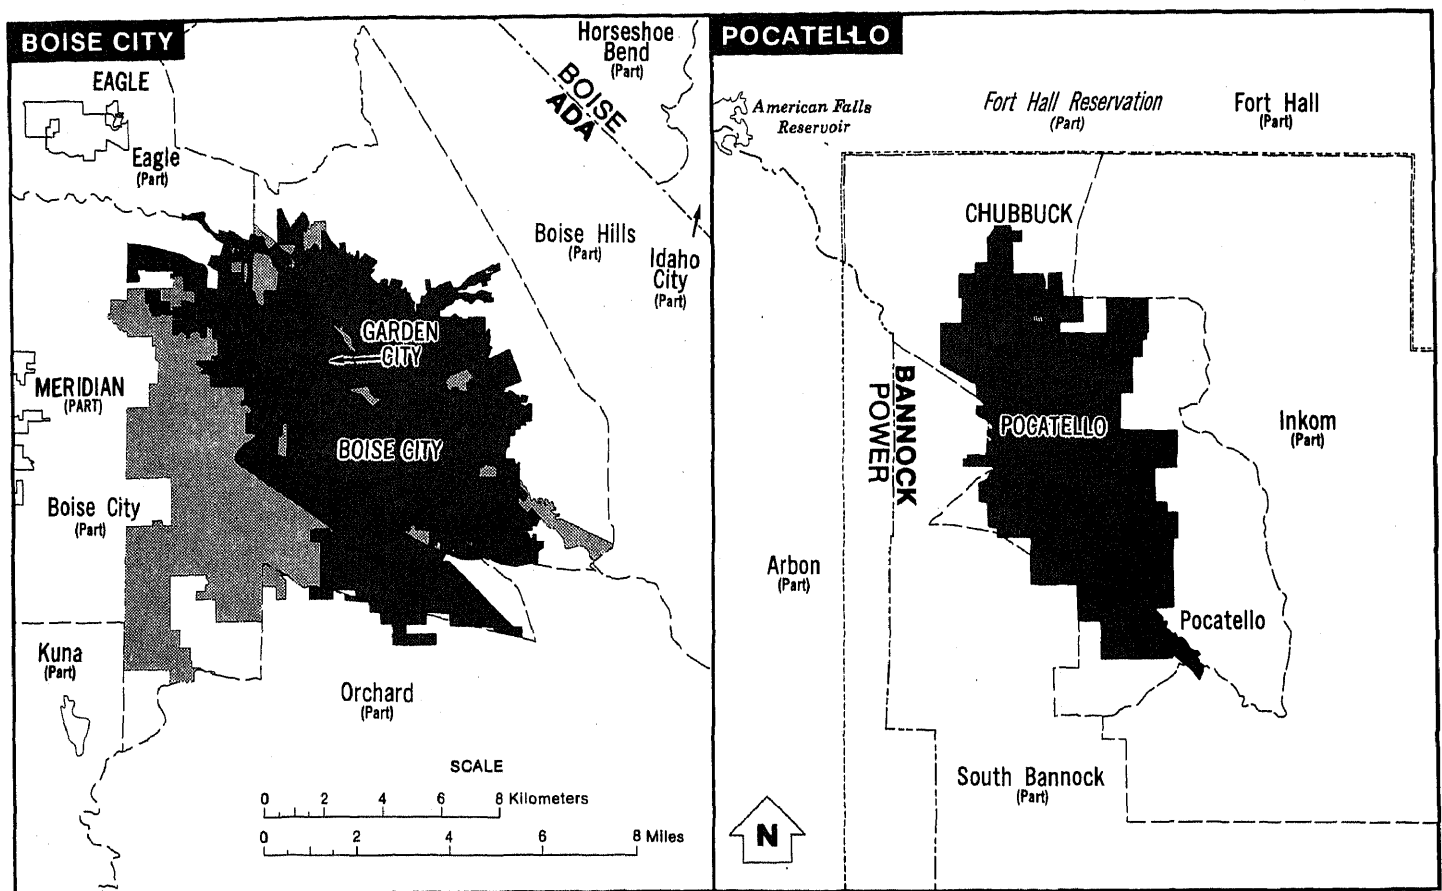 BOISE CITY
EAGLE
Eagle
(Part)
Horseshoe
Bend
(Part)
BOISE
ADA
Boise Hills
(Part)
Idaho
City
(Part)
GARDEN
CITY
MERIDIAN
(PART)
BOISE CITY
Boise City
(Part)
Kuna
(Part)
Orchard
(Part)
SCALE
0 2 4 6 8 Kilometers
0 2 4 6 8 Miles
POCATELLO
American Falls
Reservoir
Fort Hall Reservation
(Part)
Fort Hall
(Part)
CHUBBUCK
BANNOCK
POWER
POCATELLO
Inkom
(Part)
Arbon
(Part)
Pocatello
South Bannock
(Part)
N